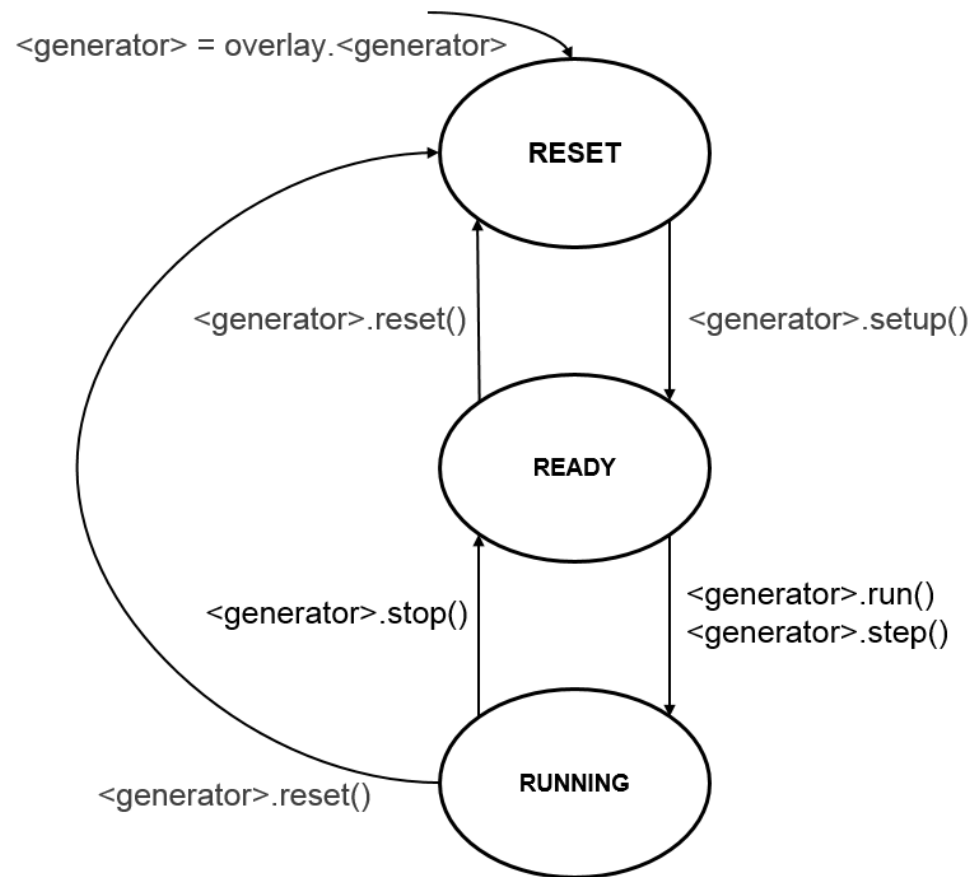 <generator> = overlay.<generator>
RESET
<generator>.reset()
<generator>.setup()
READY
<generator>.stop()
<generator>.run()
<generator>.step()
RUNNING
<generator>.reset()